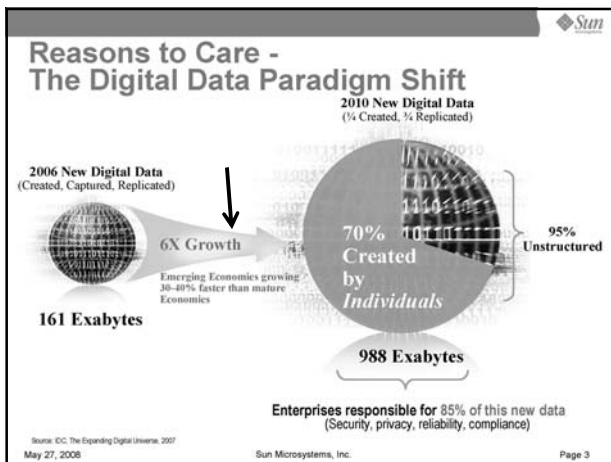 Sun
microsystems
Reasons to Care -
The Digital Data Paradigm Shift
2010 New Digital Data
(¼ Created, ¾ Replicated)
2006 New Digital Data
(Created, Captured, Replicated)
6X Growth
Emerging Economies growing
30-40% faster than mature
Economies
161 Exabytes
70%
Created
by
Individuals
95%
Unstructured
988 Exabytes
Enterprises responsible for 85% of this new data
(Security, privacy, reliability, compliance)
Source: IDC, The Expanding Digital Universe, 2007
May 27, 2008
Sun Microsystems, Inc.
Page 3